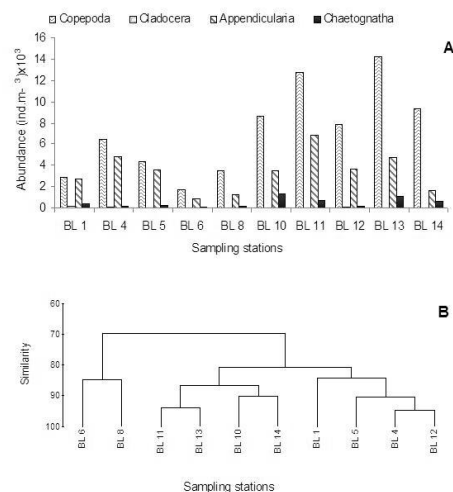 Copepoda Cladocera Appendicularia Chaetognatha
A
Abundance (ind.m- ³)x10³
16
14
12
10
8
6
4
2
0
BL 1 BL 4 BL 5 BL 6 BL 8 BL 10 BL 11 BL 12 BL 13 BL 14
Sampling stations
B
Similarity
60
70
80
90
100
BL 6 BL 8 BL 11 BL 13 BL 10 BL 14 BL 1 BL 5 BL 4 BL 12
Sampling stations